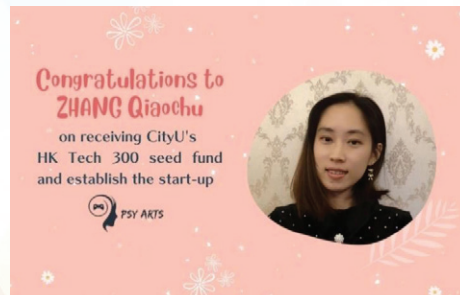 Congratulations to
ZHANG Qiaochu
on receiving CityU's
HK Tech 300 seed fund
and establish the start-up
PSY ARTS